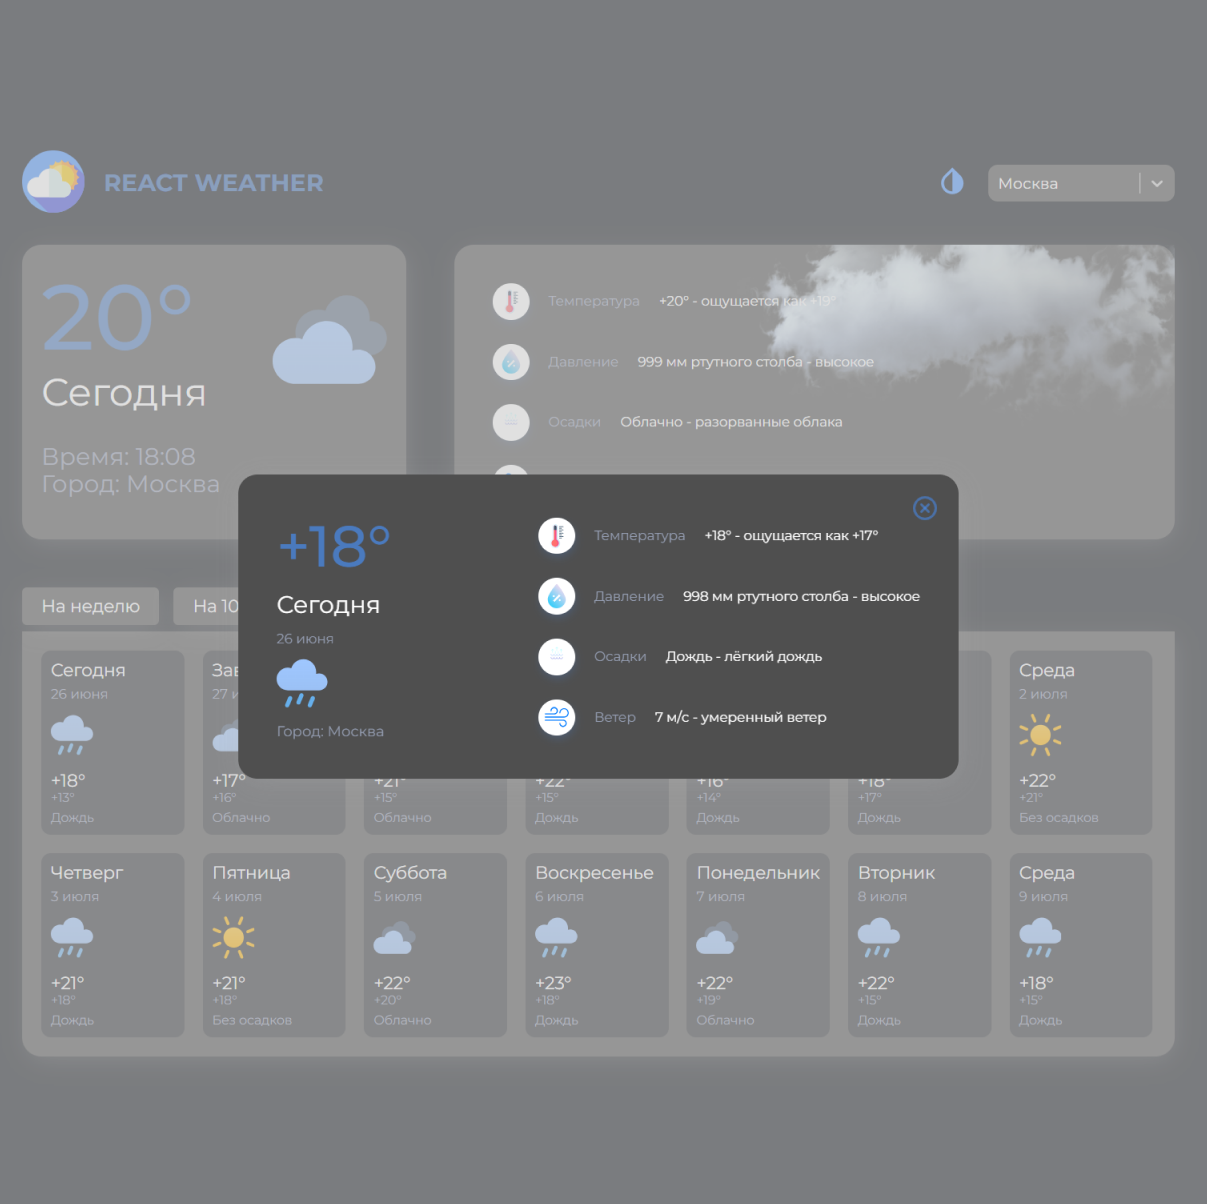 REACT WEATHER
Москва
20°
Сегодня
Время: 18:08
Город: Москва
Температура +20° - ощущается как +19°
Давление 999 мм ртутного столба - высокое
Осадки Облачно - разорванные облака
+18°
Сегодня
26 июня
Город: Москва
Температура +18° - ощущается как +17°
Давление 998 мм ртутного столба - высокое
Осадки Дождь - лёгкий дождь
Ветер 7 м/с - умеренный ветер
На неделю
На 10
Сегодня
26 июня
+18°
+13°
Дождь
Зав
27 и
+17°
+16°
Облачно
+21°
+15°
Облачно
+22°
+15°
Дождь
+16°
+14°
Дождь
+18°
+17°
Дождь
Среда
2 июля
+22°
+21°
Без осадков
Четверг
3 июля
+21°
+18°
Дождь
Пятница
4 июля
+21°
+18°
Без осадков
Суббота
5 июля
+22°
+20°
Облачно
Воскресенье
6 июля
+23°
+18°
Дождь
Понедельник
7 июля
+22°
+19°
Облачно
Вторник
8 июля
+22°
+15°
Дождь
Среда
9 июля
+18°
+15°
Дождь